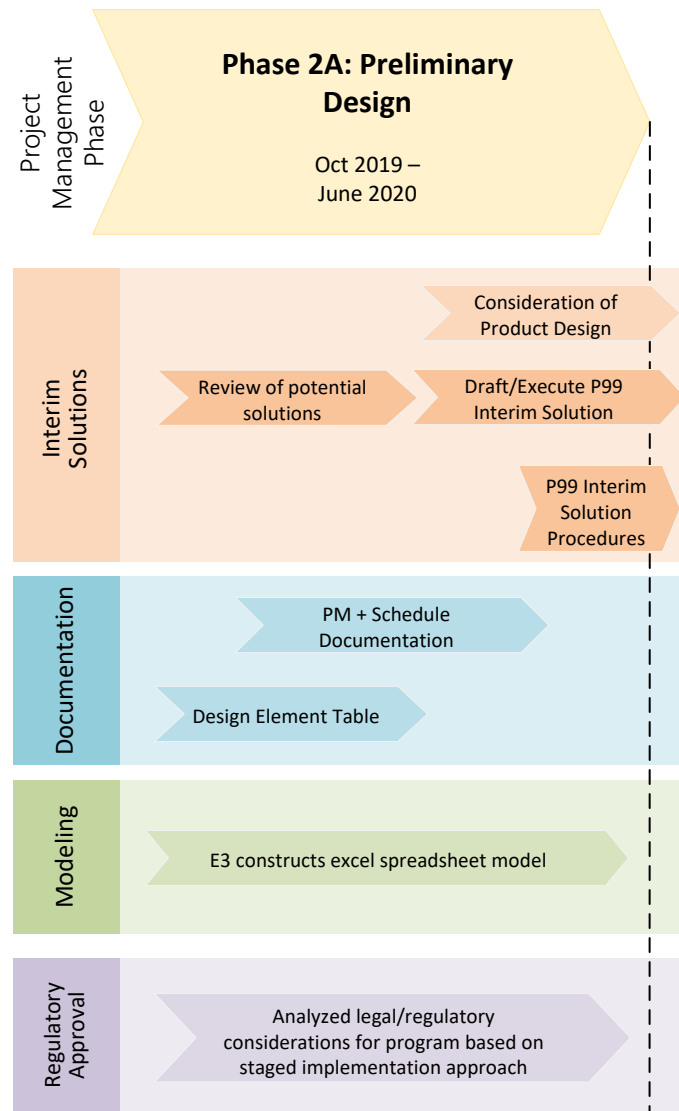 Project
Management
Phase
Phase 2A: Preliminary
Design
Oct 2019 –
June 2020
Interim
Solutions
Consideration of
Product Design
Review of potential
solutions
Draft/Execute P99
Interim Solution
P99 Interim
Solution
Procedures
Documentation
PM + Schedule
Documentation
Design Element Table
Modeling
E3 constructs excel spreadsheet model
Regulatory
Approval
Analyzed legal/regulatory
considerations for program based on
staged implementation approach